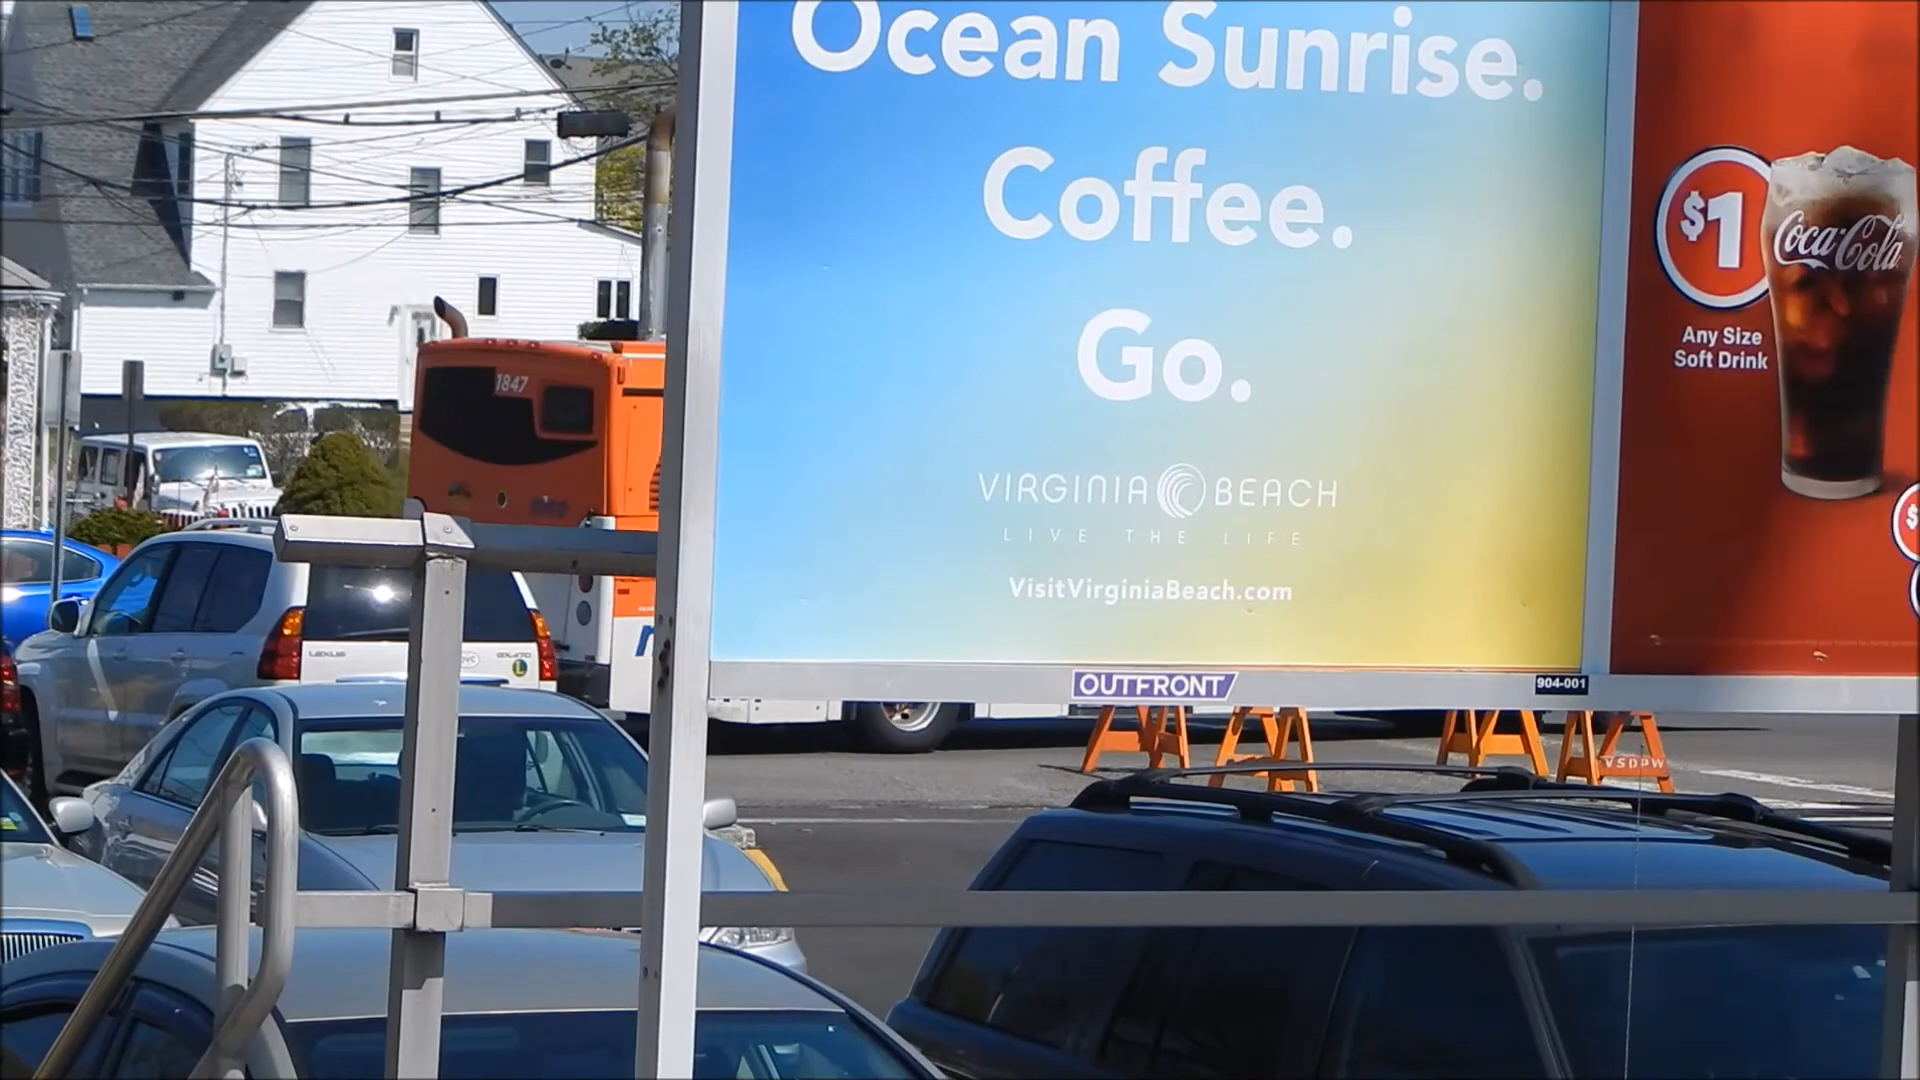 Ocean Sunrise.
Coffee.
Go.
VIRGINIA BEACH
LIVE THE LIFE
VisitVirginiaBeach.com
OUTFRONT
904-001
$1
Coca-Cola
Any Size
Soft Drink
1847
LEXUS
VSDPW